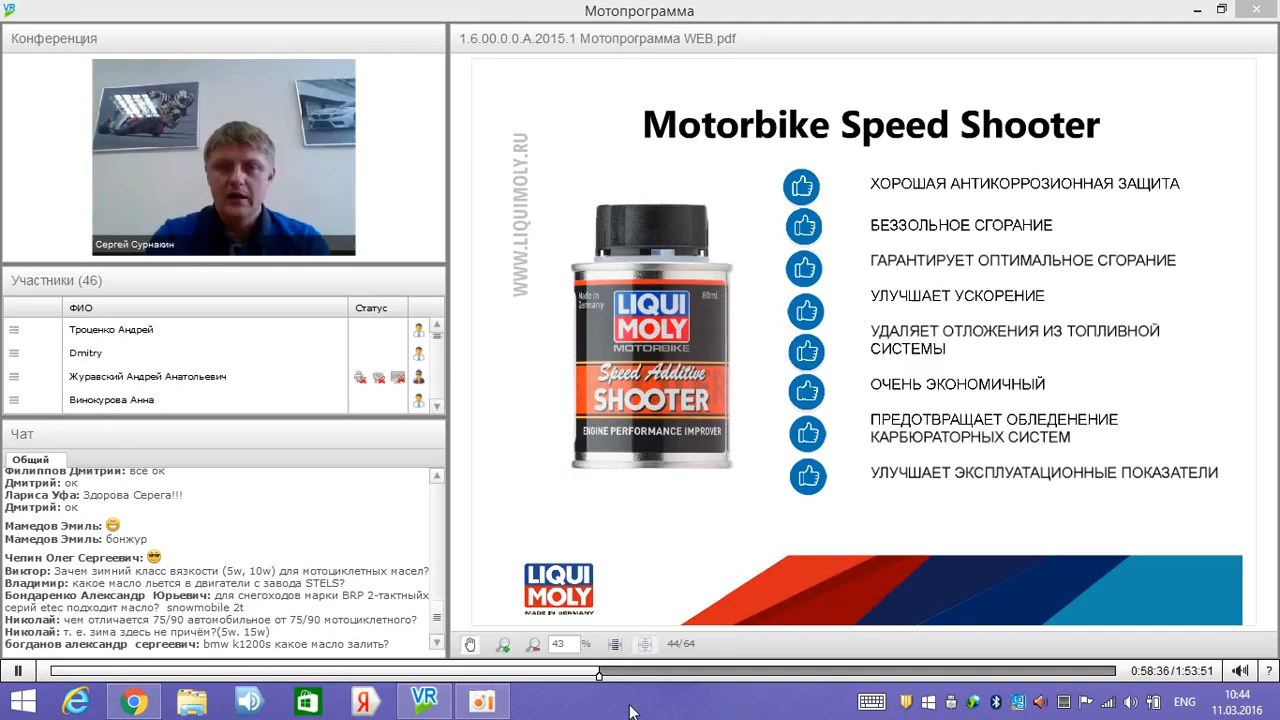 VR
Мотопрограмма
Конференция
1.6.00.0.0.A.2015.1 Мотопрограмма WEB.pdf
Сергей Сурнакин
Участники (46)
ФИО
Статус
Троценко Андрей
Dmitry
Журавский Андрей Анатольевич
Винокурова Анна
Чат
Общий
Филиппов Дмитрий: все ок
Дмитрий: ок
Лариса Уфа: Здорова Серега!!!
Дмитрий: ок
Мамедов Эмиль:
Мамедов Эмиль: бонжур
Чепин Олег Сергеевич:
Виктор: Зачем зимний класс вязкости (5w, 10w) для мотоциклетных масел?
Владимир: какое масло льется в двигатели с завода STELS?
Бондаренко Александр Юрьевич: для снегоходов марки BRP 2-тактныйх
серий etec подходит масло? snowmobile 2t
Николай: чем отличается 75/90 автомобильное от 75/90 мотоциклетного?
Николай: т. е. зима здесь не причём?(5w. 15w)
богданов александр сергеевич: bmw k1200s какое масло залить?
Motorbike Speed Shooter
WWW.LIQUIMOLY.RU
Made in
Germany
80mL
LIQUI
MOLY
MOTORBIKE
Speed Additive
SHOOTER
ENGINE PERFORMANCE IMPROVER
ХОРОШАЯ АНТИКОРРОЗИОННАЯ ЗАЩИТА
БЕЗЗОЛЬНОЕ СГОРАНИЕ
ГАРАНТИРУЕТ ОПТИМАЛЬНОЕ СГОРАНИЕ
УЛУЧШАЕТ УСКОРЕНИЕ
УДАЛЯЕТ ОТЛОЖЕНИЯ ИЗ ТОПЛИВНОЙ
СИСТЕМЫ
ОЧЕНЬ ЭКОНОМИЧНЫЙ
ПРЕДОТВРАЩАЕТ ОБЛЕДЕНЕНИЕ
КАРБЮРАТОРНЫХ СИСТЕМ
УЛУЧШАЕТ ЭКСПЛУАТАЦИОННЫЕ ПОКАЗАТЕЛИ
LIQUI
MOLY
MADE IN GERMANY
43 %
44/64
0:58:36/1:53:51
?
Я
VR
ENG
10:44
11.03.2016